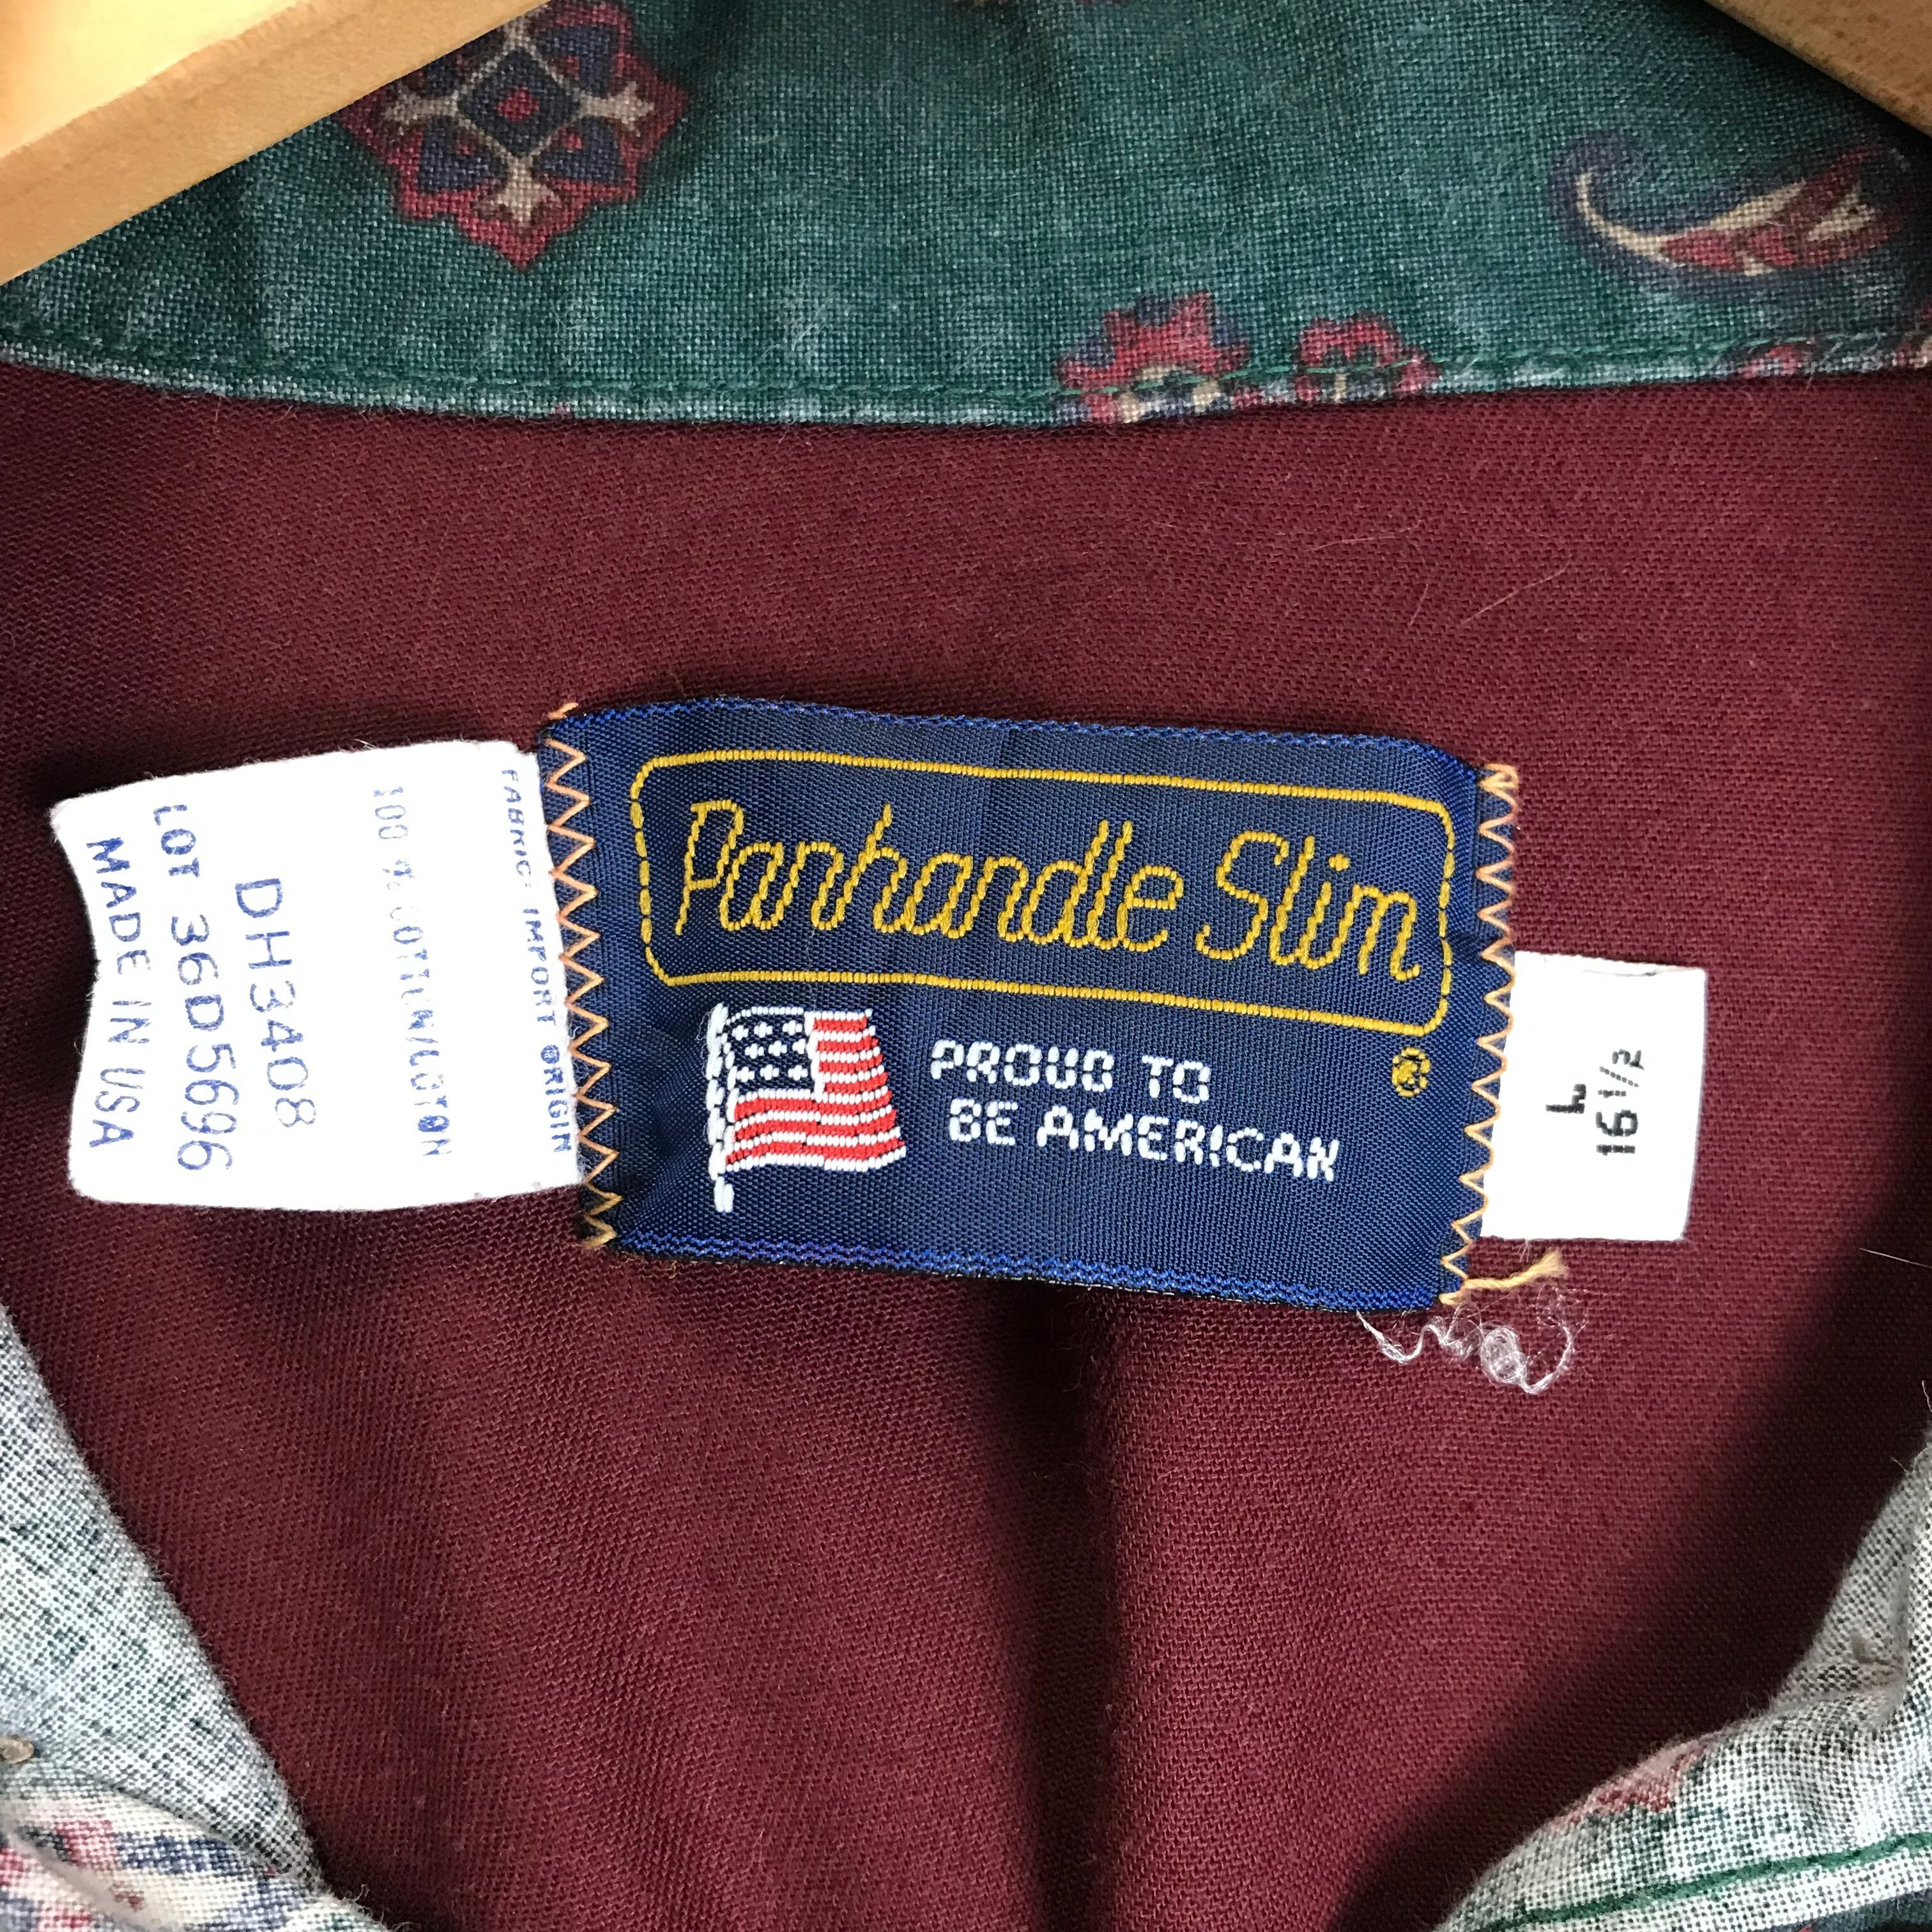 Panhandle Slim
®
PROUD TO
BE AMERICAN
FABRIC: IMPORT ORIGIN
100 % COTTON/COTON
DH3408
LOT 36D5696
MADE IN USA
L
16 1/2